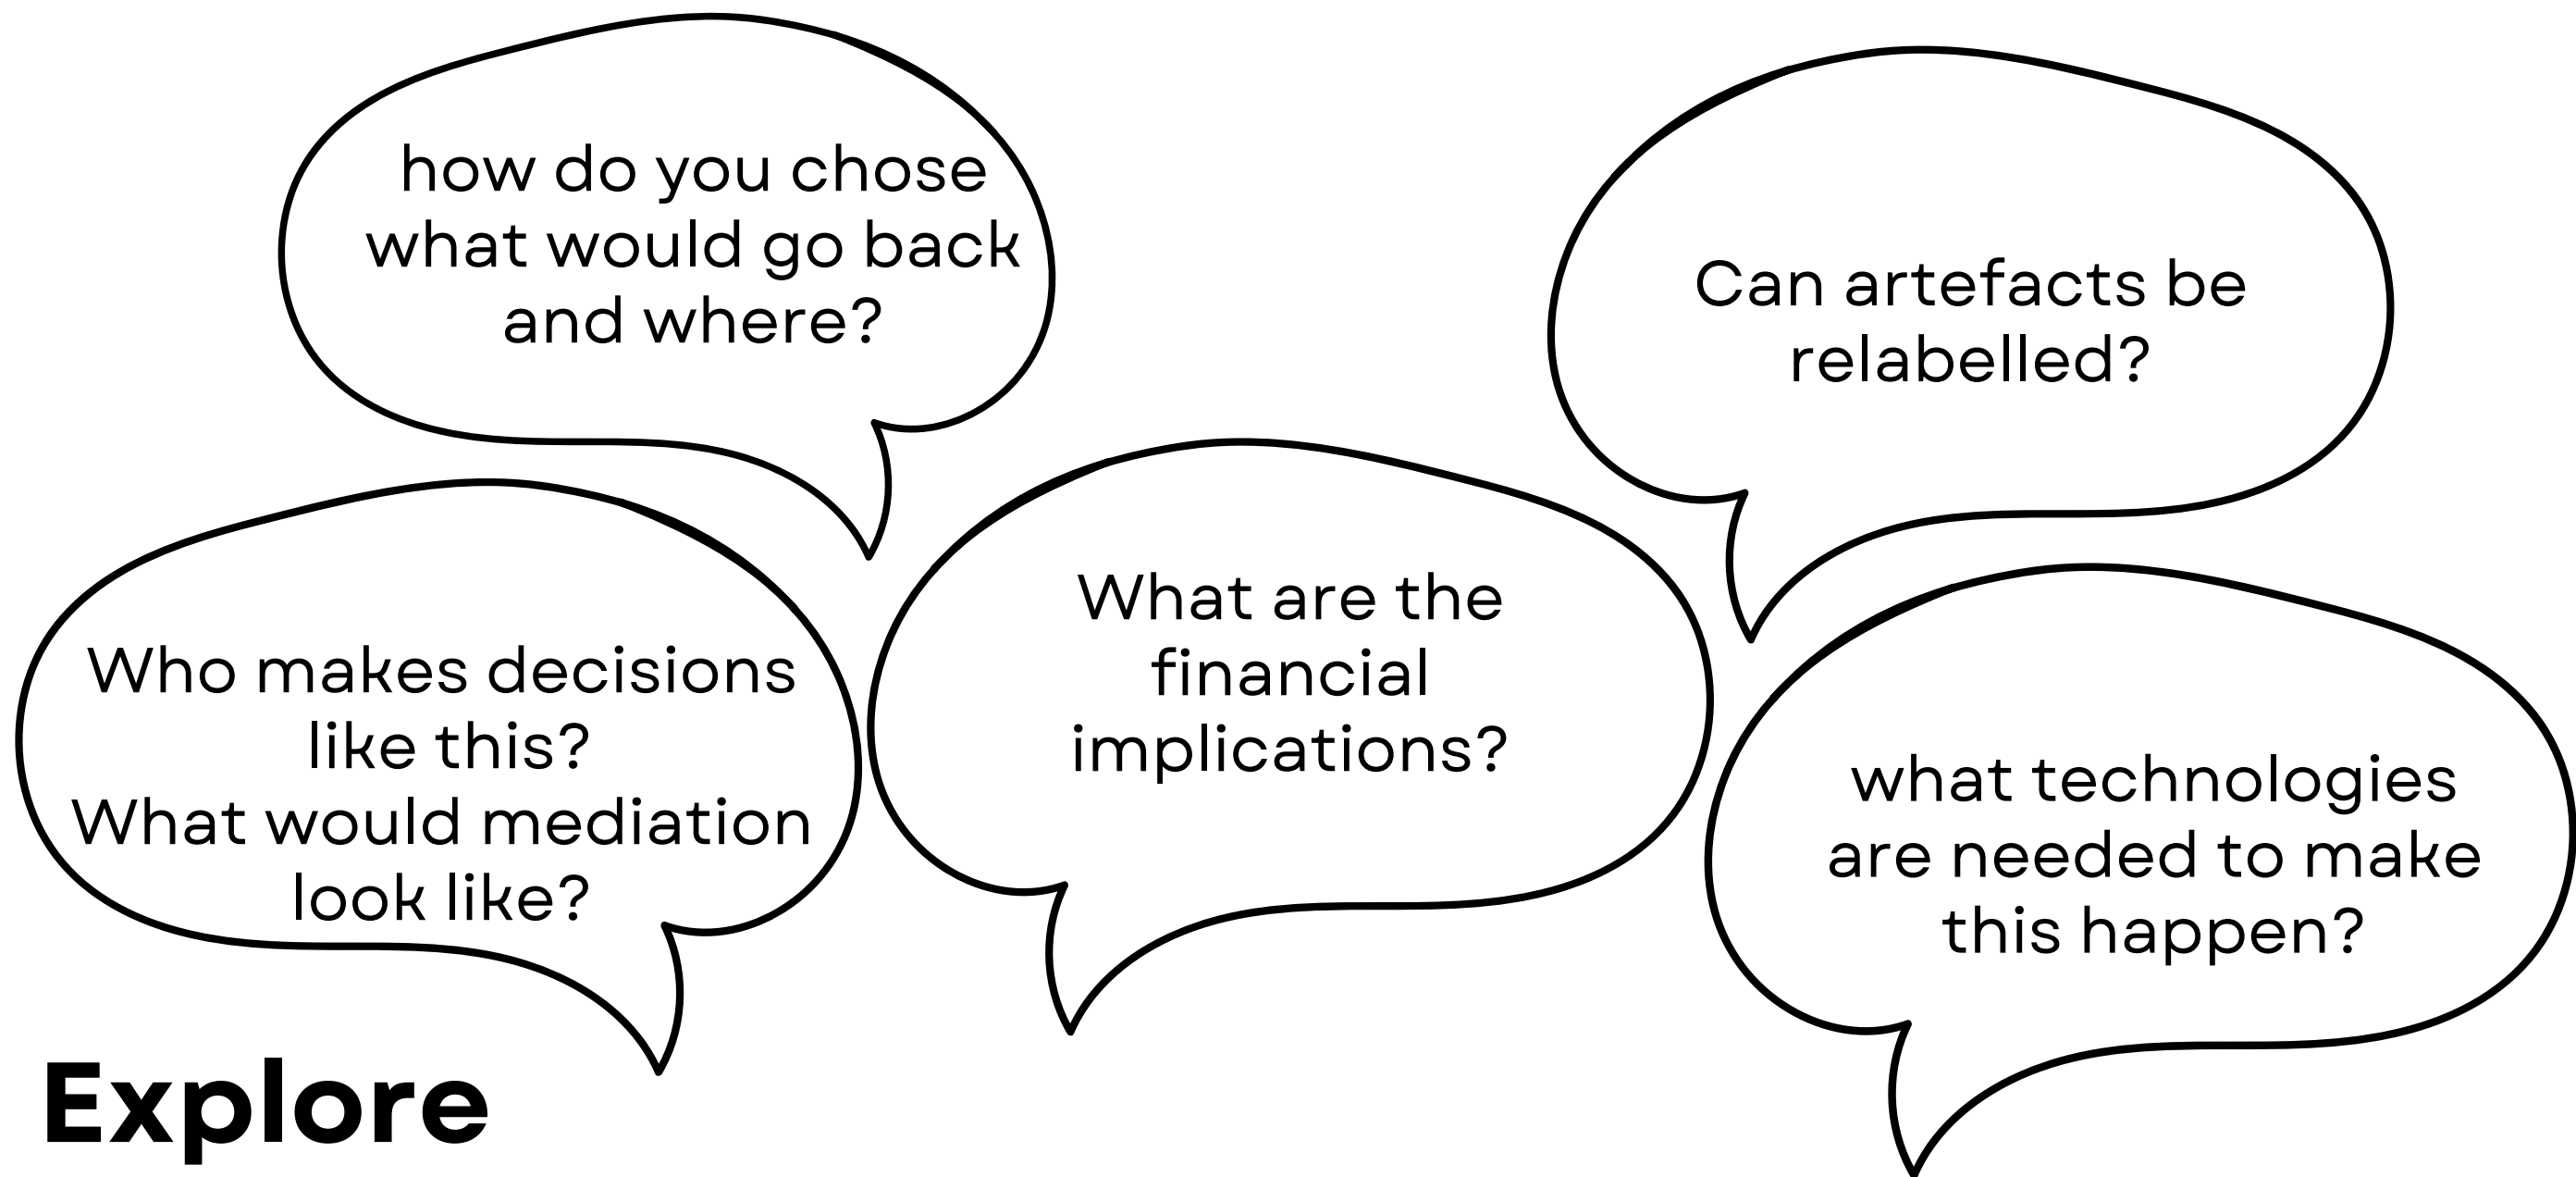 how do you chose
what would go back
and where?
Can artefacts be
relabelled?
Who makes decisions
like this?
What would mediation
look like?
What are the
financial
implications?
what technologies
are needed to make
this happen?
Explore